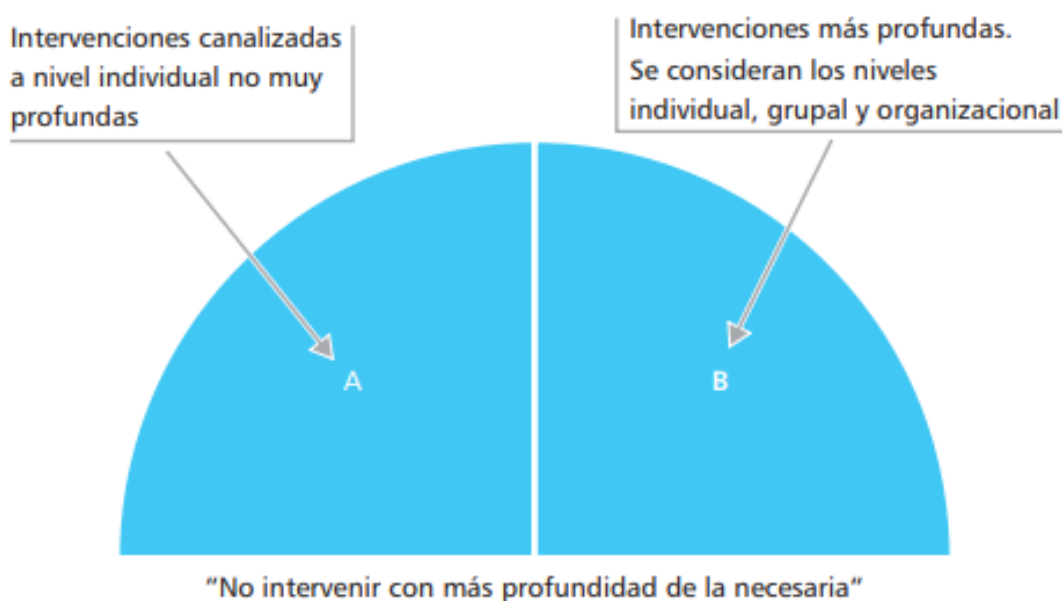 Intervenciones canalizadas
a nivel individual no muy
profundas
Intervenciones más profundas.
Se consideran los niveles
individual, grupal y organizacional
A
B
“No intervenir con más profundidad de la necesaria“